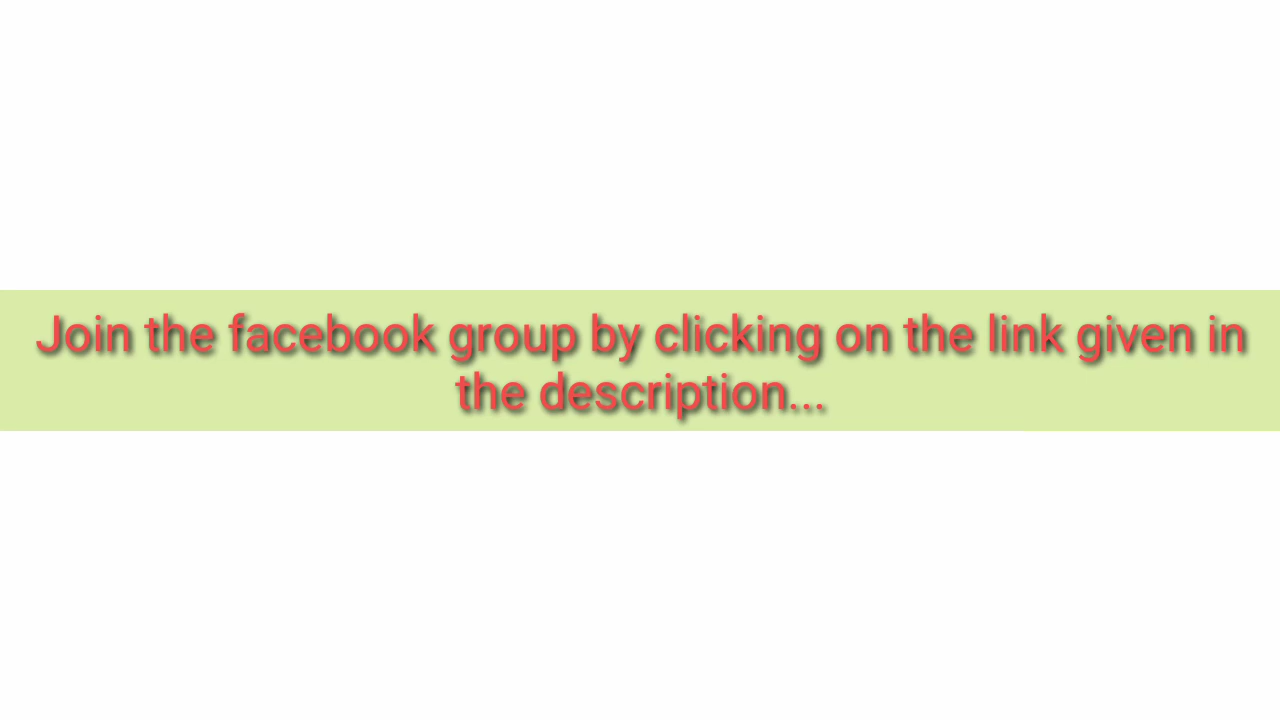 Join the facebook group by clicking on the link given in
the description...